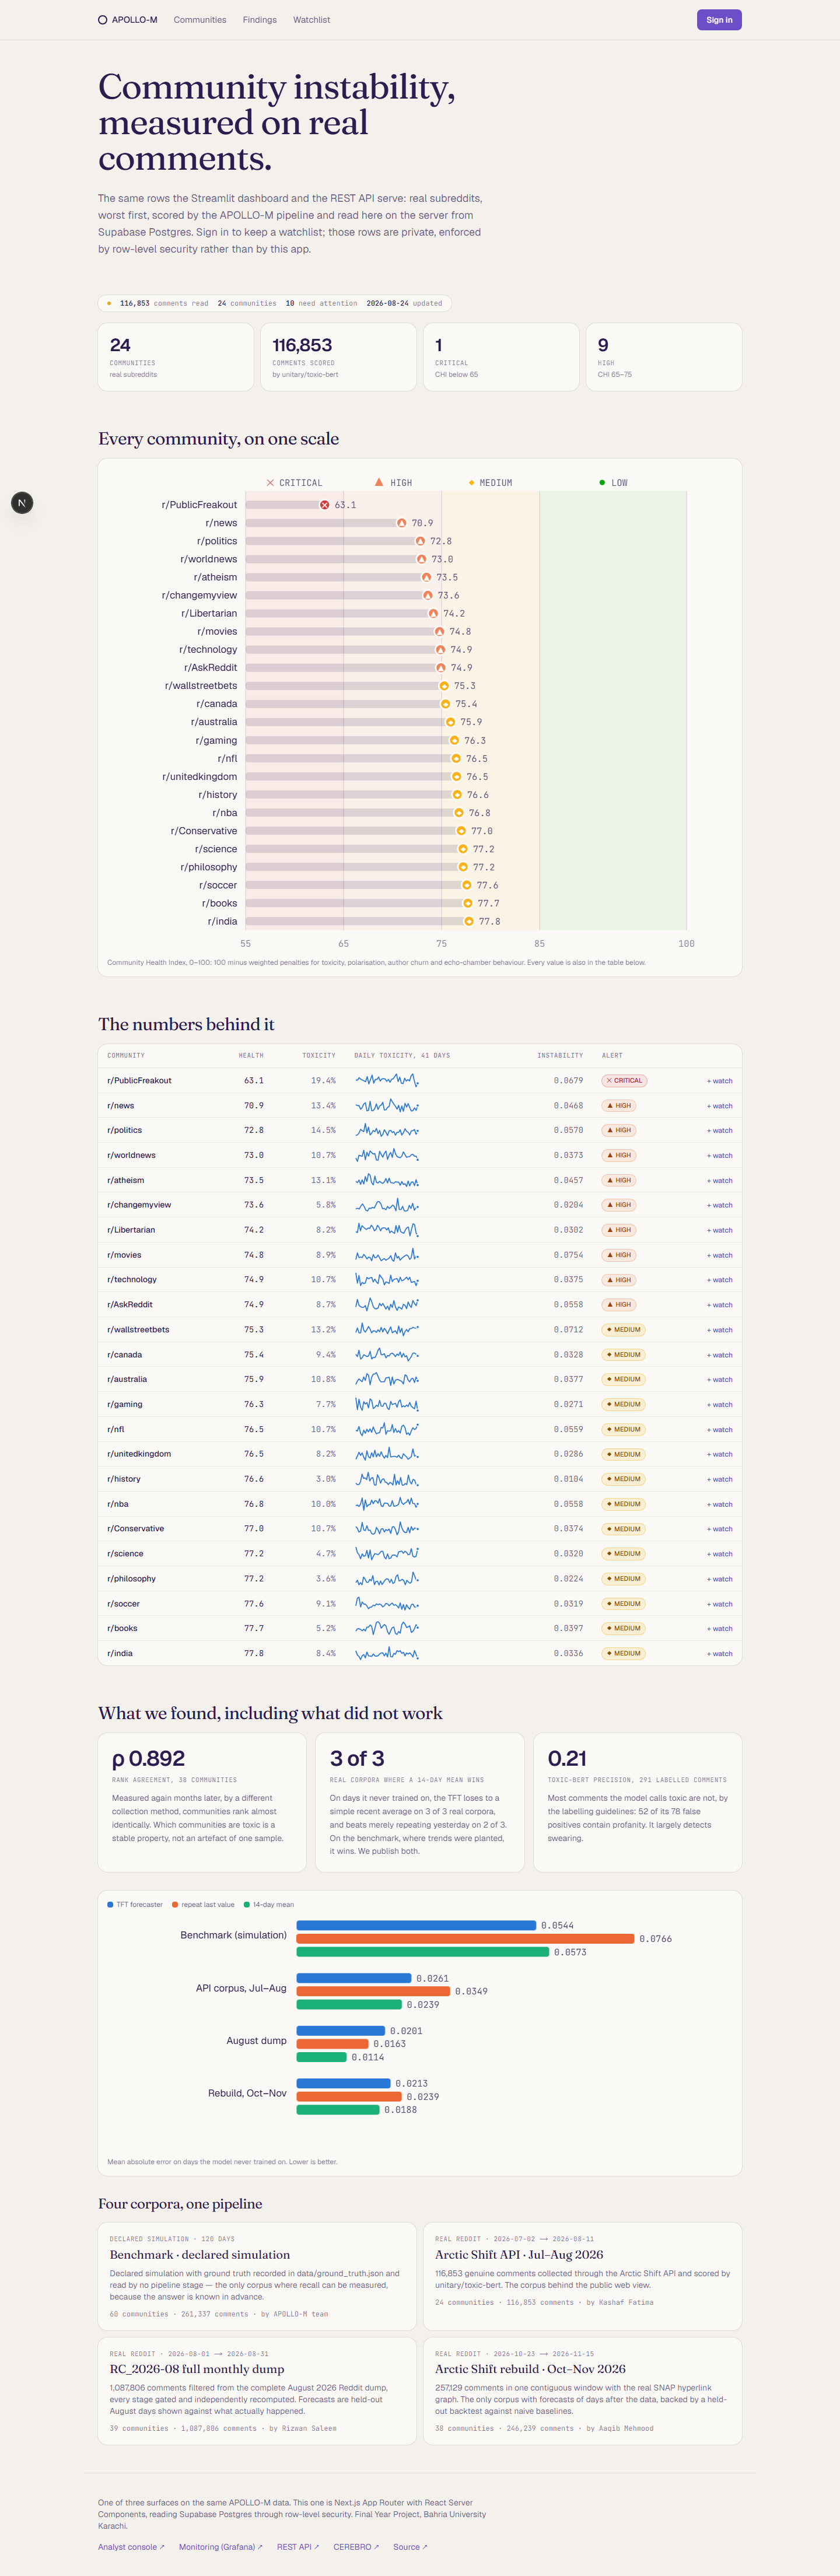 APOLLO-M Communities Findings Watchlist Sign in
Community instability,
measured on real
comments.
The same rows the Streamlit dashboard and the REST API serve: real subreddits,
worst first, scored by the APOLLO-M pipeline and read here on the server from
Supabase Postgres. Sign in to keep a watchlist; those rows are private, enforced
by row-level security rather than by this app.
116,853 comments read 24 communities 10 need attention 2026-08-24 updated
24
COMMUNITIES
real subreddits
116,853
COMMENTS SCORED
by unitary/toxic-bert
1
CRITICAL
CHI below 65
9
HIGH
CHI 65–75
Every community, on one scale
N
CRITICAL HIGH MEDIUM LOW
r/PublicFreakout 63.1
r/news 70.9
r/politics 72.8
r/worldnews 73.0
r/atheism 73.5
r/changemyview 73.6
r/Libertarian 74.2
r/movies 74.8
r/technology 74.9
r/AskReddit 74.9
r/wallstreetbets 75.3
r/canada 75.4
r/australia 75.9
r/gaming 76.3
r/nfl 76.5
r/unitedkingdom 76.5
r/history 76.6
r/nba 76.8
r/Conservative 77.0
r/science 77.2
r/philosophy 77.2
r/soccer 77.6
r/books 77.7
r/india 77.8
55 65 75 85 100
Community Health Index, 0–100: 100 minus weighted penalties for toxicity, polarisation, author churn and echo-chamber behaviour. Every value is also in the table below.
The numbers behind it
COMMUNITY HEALTH TOXICITY DAILY TOXICITY, 41 DAYS INSTABILITY ALERT
r/PublicFreakout 63.1 19.4% 0.0679 CRITICAL + watch
r/news 70.9 13.4% 0.0468 HIGH + watch
r/politics 72.8 14.5% 0.0570 HIGH + watch
r/worldnews 73.0 10.7% 0.0373 HIGH + watch
r/atheism 73.5 13.1% 0.0457 HIGH + watch
r/changemyview 73.6 5.8% 0.0204 HIGH + watch
r/Libertarian 74.2 8.2% 0.0302 HIGH + watch
r/movies 74.8 8.9% 0.0754 HIGH + watch
r/technology 74.9 10.7% 0.0375 HIGH + watch
r/AskReddit 74.9 8.7% 0.0558 HIGH + watch
r/wallstreetbets 75.3 13.2% 0.0712 MEDIUM + watch
r/canada 75.4 9.4% 0.0328 MEDIUM + watch
r/australia 75.9 10.8% 0.0377 MEDIUM + watch
r/gaming 76.3 7.7% 0.0271 MEDIUM + watch
r/nfl 76.5 10.7% 0.0559 MEDIUM + watch
r/unitedkingdom 76.5 8.2% 0.0286 MEDIUM + watch
r/history 76.6 3.0% 0.0104 MEDIUM + watch
r/nba 76.8 10.0% 0.0558 MEDIUM + watch
r/Conservative 77.0 10.7% 0.0374 MEDIUM + watch
r/science 77.2 4.7% 0.0320 MEDIUM + watch
r/philosophy 77.2 3.6% 0.0224 MEDIUM + watch
r/soccer 77.6 9.1% 0.0319 MEDIUM + watch
r/books 77.7 5.2% 0.0397 MEDIUM + watch
r/india 77.8 8.4% 0.0336 MEDIUM + watch
What we found, including what did not work
ρ 0.892
RANK AGREEMENT, 38 COMMUNITIES
Measured again months later, by a different
collection method, communities rank almost
identically. Which communities are toxic is a
stable property, not an artefact of one sample.
3 of 3
REAL CORPORA WHERE A 14-DAY MEAN WINS
On days it never trained on, the TFT loses to a
simple recent average on 3 of 3 real corpora,
and beats merely repeating yesterday on 2 of 3.
On the benchmark, where trends were planted,
it wins. We publish both.
0.21
TOXIC-BERT PRECISION, 291 LABELLED COMMENTS
Most comments the model calls toxic are not, by
the labelling guidelines: 52 of its 78 false
positives contain profanity. It largely detects
swearing.
TFT forecaster repeat last value 14-day mean
Benchmark (simulation) 0.0544 0.0766 0.0573
API corpus, Jul–Aug 0.0261 0.0349 0.0239
August dump 0.0201 0.0163 0.0114
Rebuild, Oct–Nov 0.0213 0.0239 0.0188
Mean absolute error on days the model never trained on. Lower is better.
Four corpora, one pipeline
DECLARED SIMULATION · 120 DAYS
Benchmark · declared simulation
Declared simulation with ground truth recorded in data/ground_truth.json and
read by no pipeline stage — the only corpus where recall can be measured,
because the answer is known in advance.
60 communities · 261,337 comments · by APOLLO-M team
REAL REDDIT · 2026-07-02 ⟶ 2026-08-11
Arctic Shift API · Jul–Aug 2026
116,853 genuine comments collected through the Arctic Shift API and scored by
unitary/toxic-bert. The corpus behind the public web view.
24 communities · 116,853 comments · by Kashaf Fatima
REAL REDDIT · 2026-08-01 ⟶ 2026-08-31
RC_2026-08 full monthly dump
1,087,806 comments filtered from the complete August 2026 Reddit dump,
every stage gated and independently recomputed. Forecasts are held-out
August days shown against what actually happened.
39 communities · 1,087,806 comments · by Rizwan Saleem
REAL REDDIT · 2026-10-23 ⟶ 2026-11-15
Arctic Shift rebuild · Oct–Nov 2026
257,129 comments in one contiguous window with the real SNAP hyperlink
graph. The only corpus with forecasts of days after the data, backed by a held-
out backtest against naive baselines.
38 communities · 246,239 comments · by Aaqib Mehmood
One of three surfaces on the same APOLLO-M data. This one is Next.js App Router with React Server
Components, reading Supabase Postgres through row-level security. Final Year Project, Bahria University
Karachi.
Analyst console ↗ Monitoring (Grafana) ↗ REST API ↗ CEREBRO ↗ Source ↗